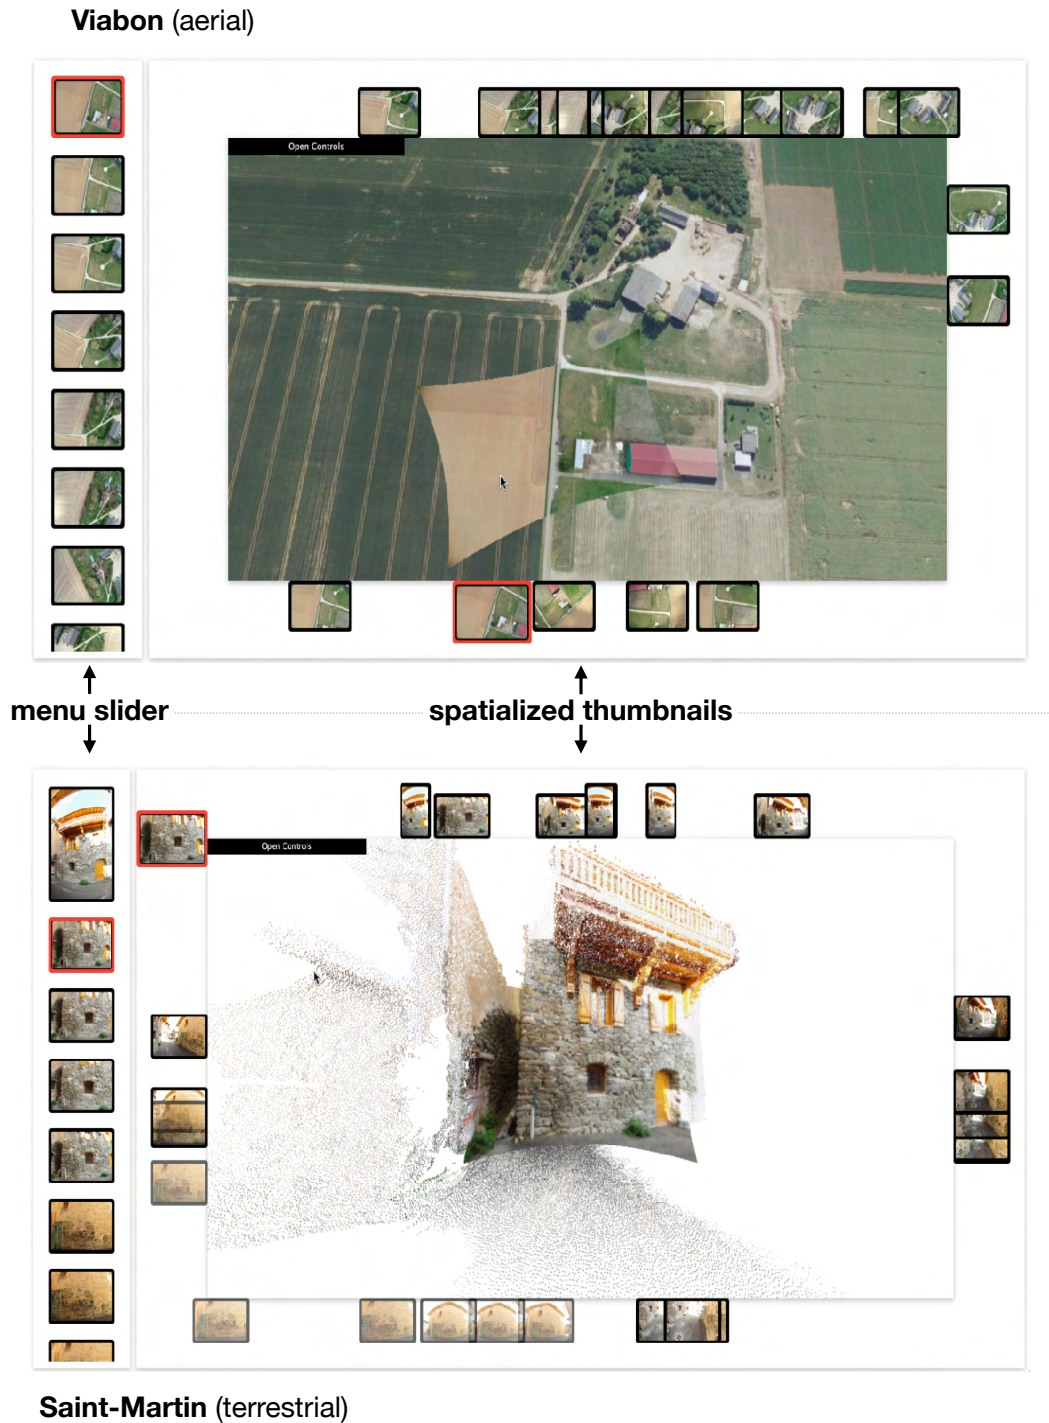 Viabon (aerial)
Open Controls
menu slider
spatialized thumbnails
Open Controls
Saint-Martin (terrestrial)